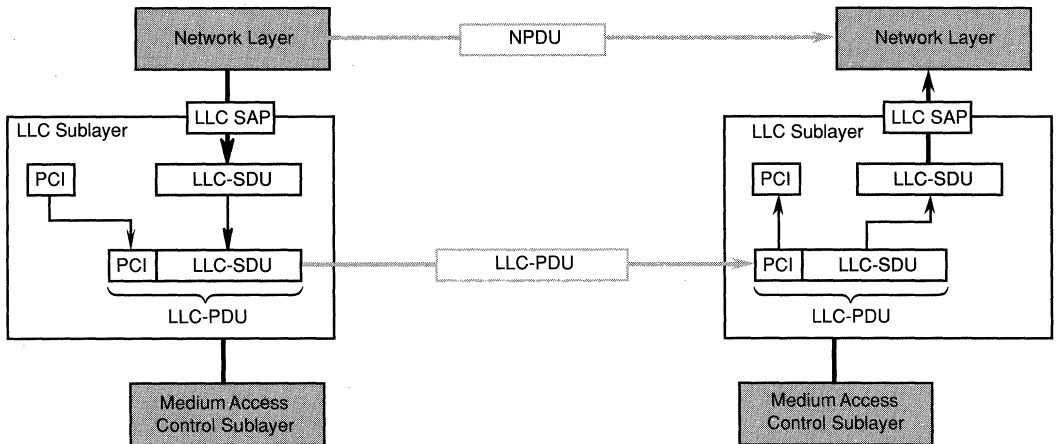 Network Layer
NPDU
Network Layer
LLC SAP
LLC Sublayer
LLC SAP
LLC Sublayer
PCI
LLC-SDU
PCI
LLC-SDU
PCI
LLC-SDU
LLC-PDU
PCI
LLC-SDU
LLC-PDU
LLC-PDU
Medium Access
Control Sublayer
Medium Access
Control Sublayer